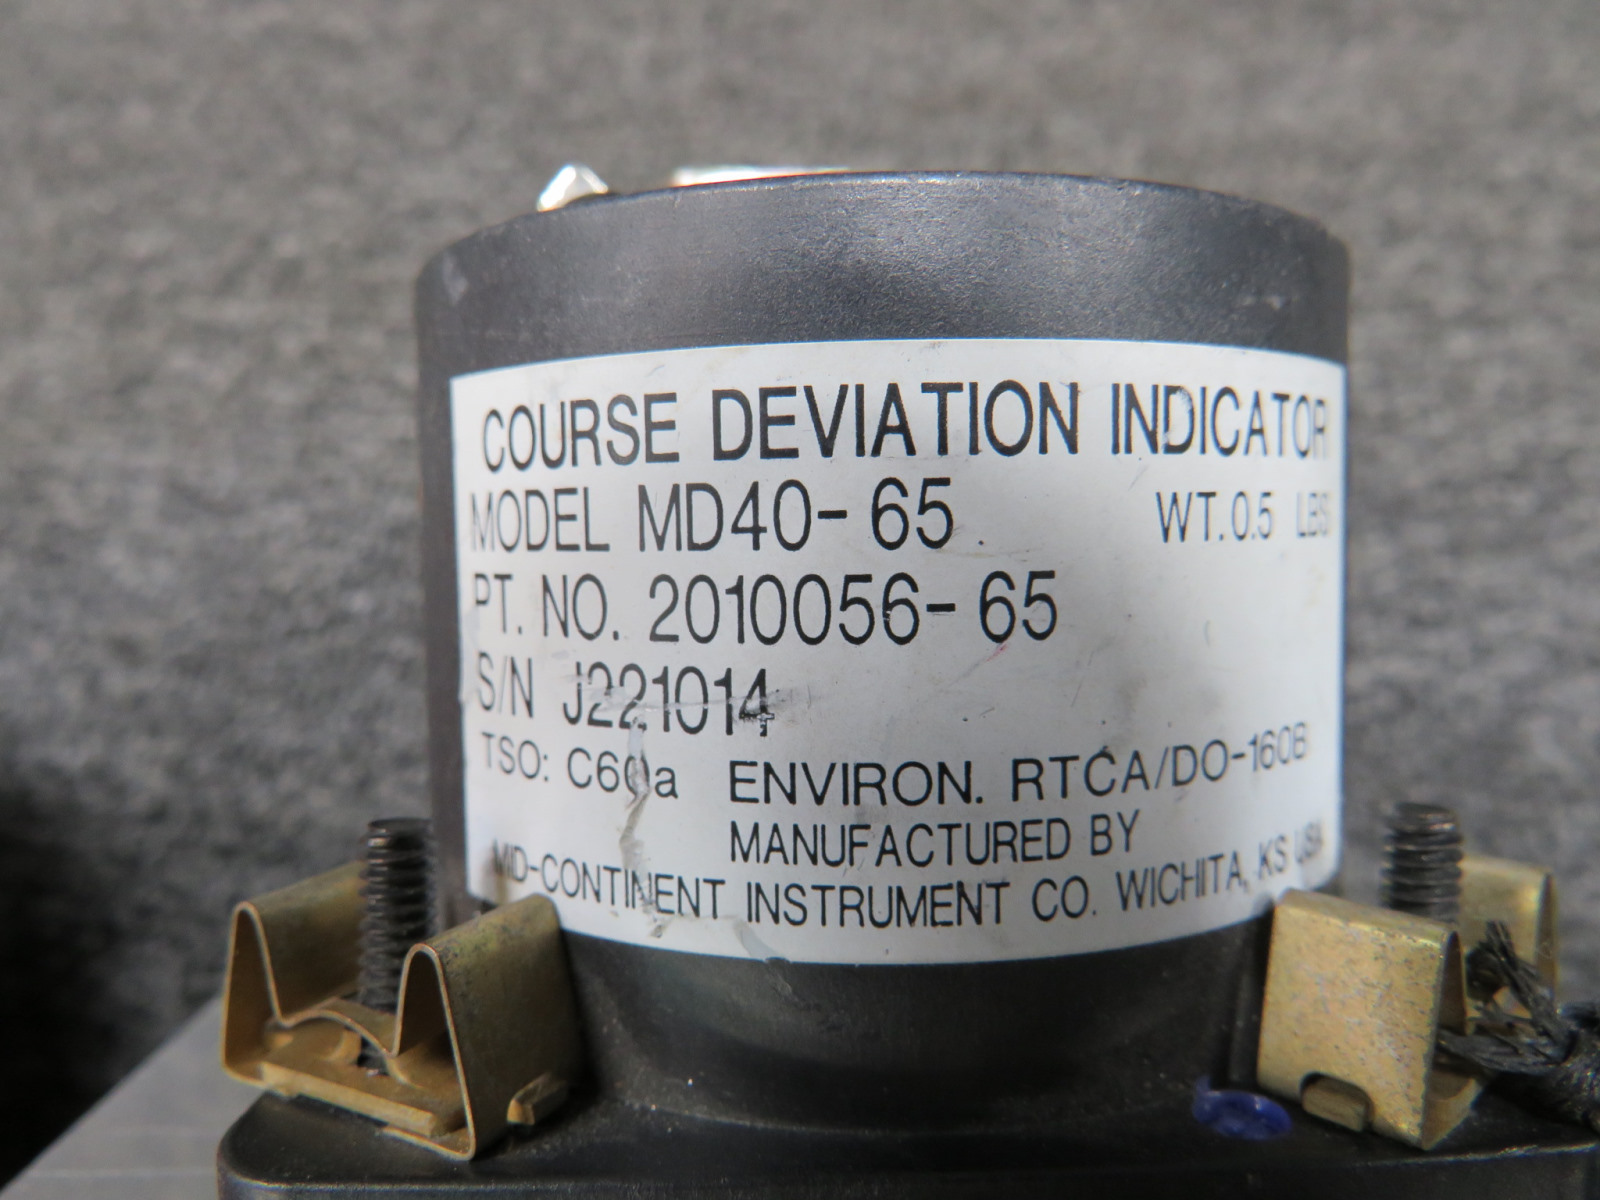 COURSE DEVIATION INDICATOR
MODEL MD40-65 WT. 0.5 LBS
PT. NO. 2010056-65
S/N J221014
TSO: C60a ENVIRON. RTCA/DO-160B
MANUFACTURED BY
MID-CONTINENT INSTRUMENT CO. WICHITA, KS USA